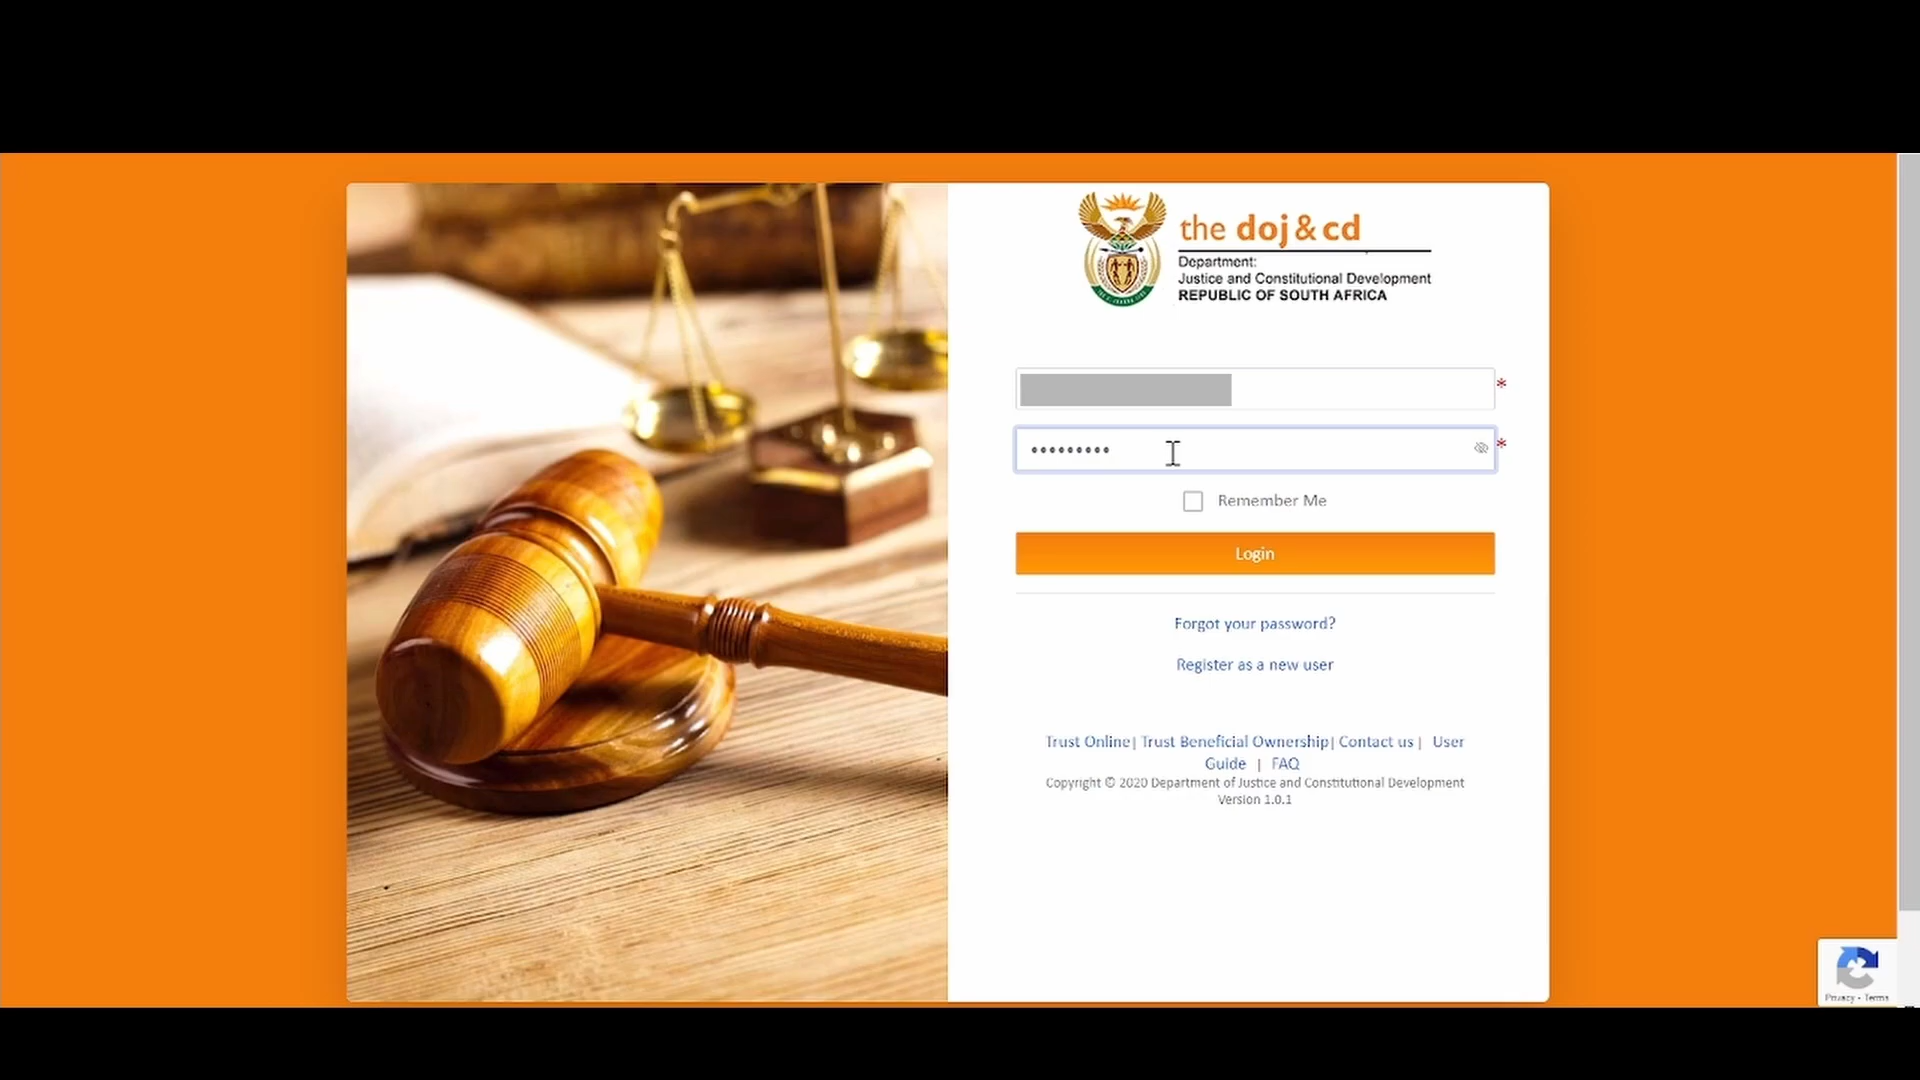 the doj & cd
Department:
Justice and Constitutional Development
REPUBLIC OF SOUTH AFRICA
*
*
Remember Me
Login
Forgot your password?
Register as a new user
Trust Online| Trust Beneficial Ownership| Contact us | User
Guide | FAQ
Copyright © 2020 Department of Justice and Constitutional Development
Version 1.0.1
Privacy - Terms